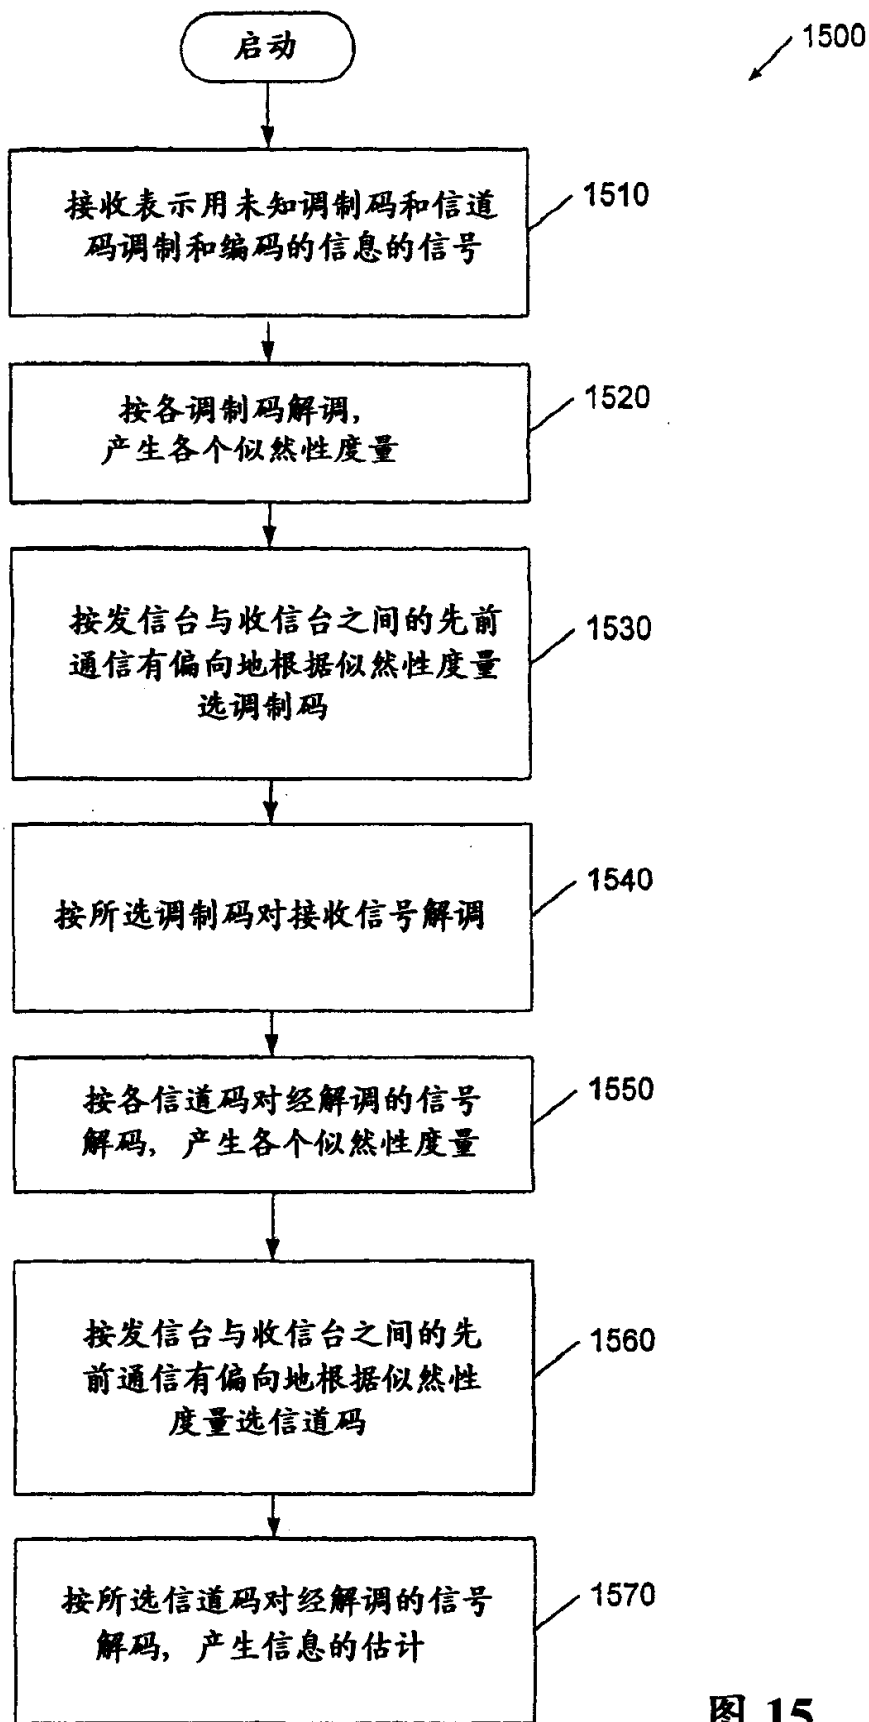 启动
1500
接收表示用未知调制码和信道
码调制和编码的信息的信号
1510
按各调制码解调,
产生各个似然性度量
1520
按发信台与收信台之间的先前
通信有偏向地根据似然性度量
选调制码
1530
按所选调制码对接收信号解调
1540
按各信道码对经解调的信号
解码, 产生各个似然性度量
1550
按发信台与收信台之间的先
前通信有偏向地根据似然性
度量选信道码
1560
按所选信道码对经解调的信号
解码, 产生信息的估计
1570
图 15